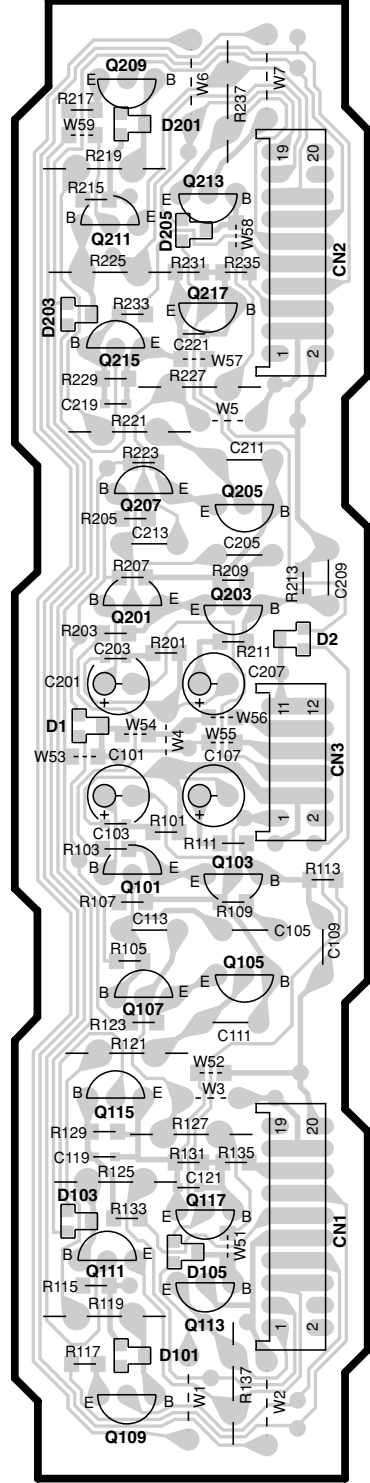 Q209
E B
W6
W7
R217
W59
D201
R237
R219
19 20
R215
Q213
E B
B E
D205
W58
Q211
R225
R231
R235
CN2
D203
R233
Q217
E B
B E
C221
Q215
W57
1 2
R229
R227
C219
W5
R221
R223
C211
B E
Q205
Q207
E B
R205
C213
C205
R207
R209
R213
C209
B E
Q201
Q203
E B
R203
R201
R211
D2
C203
C207
C201
+
+
11 12
D1
W54
W56
W53
W4
W55
CN3
C101
C107
+
+
1 2
R101
C103
R103
R111
B E
Q103
E B
Q101
R113
R107
R109
C113
C105
C109
R105
Q105
E B
B E
Q107
R123
C111
R121
W52
B E
W3
Q115
19 20
R129
R127
C119
R131
R135
R125
C121
D103
Q117
R133
E B
W51
B E
CN1
Q111
D105
R115
E B
R119
Q113
1 2
D101
R117
R137
E B
W1
W2
Q109